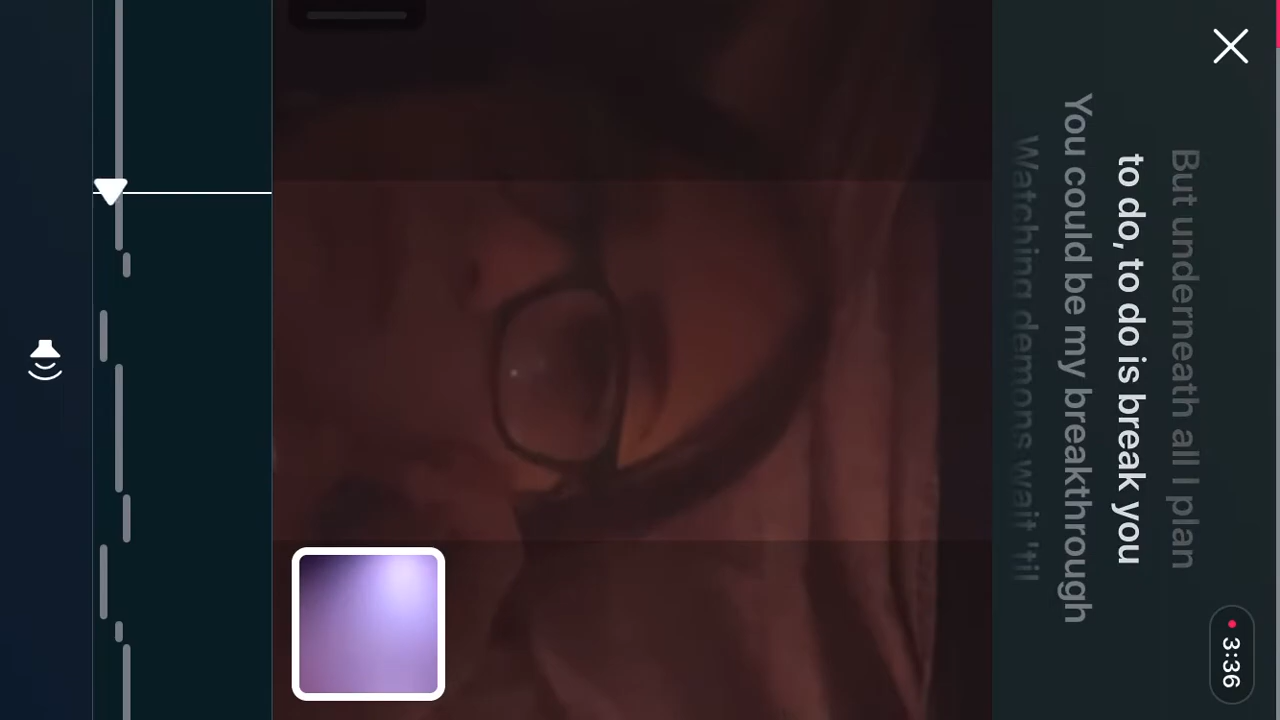 3:36
But underneath all I plan
to do, to do is break you
You could be my breakthrough
Watching demons wait 'til